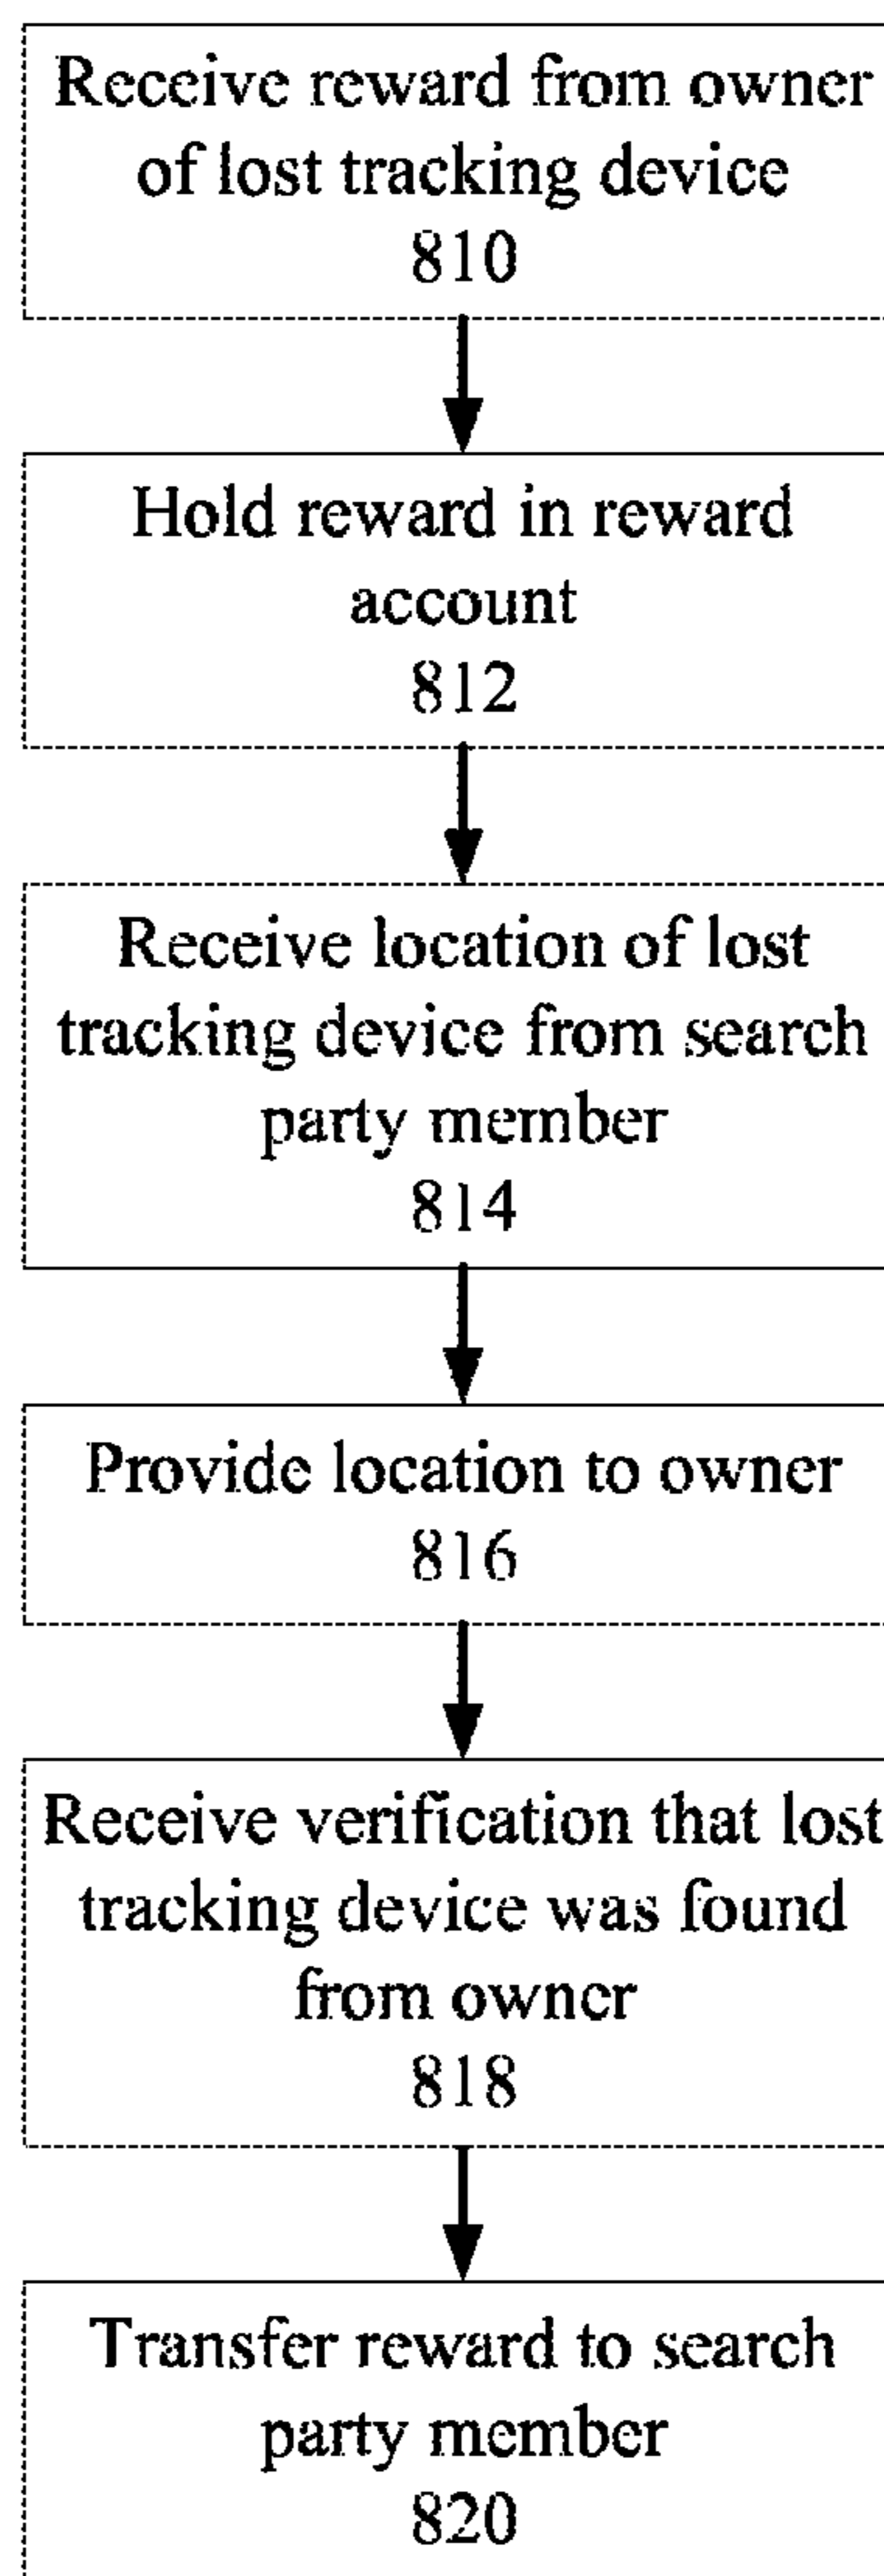 Receive reward from owner
of lost tracking device
810
Hold reward in reward
account
812
Receive location of lost
tracking device from search
party member
814
Provide location to owner
816
Receive verification that lost
tracking device was found
from owner
818
Transfer reward to search
party member
820